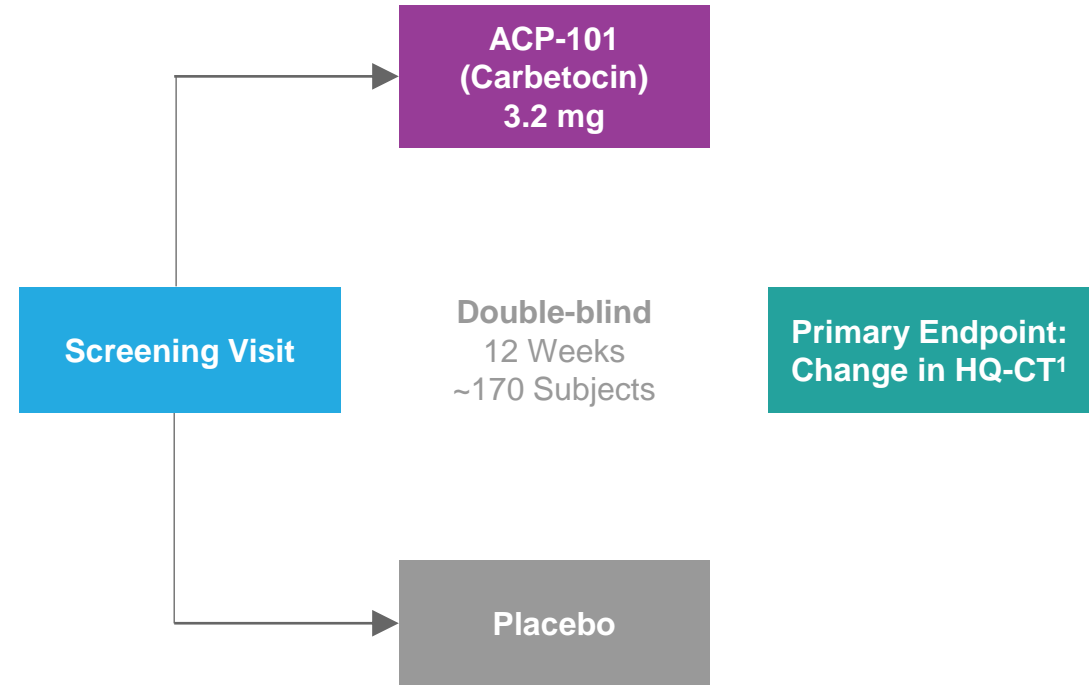 ACP-101
(Carbetocin)
3.2 mg
Screening Visit
Double-blind
12 Weeks
~170 Subjects
Primary Endpoint:
Change in HQ-CT¹
Placebo